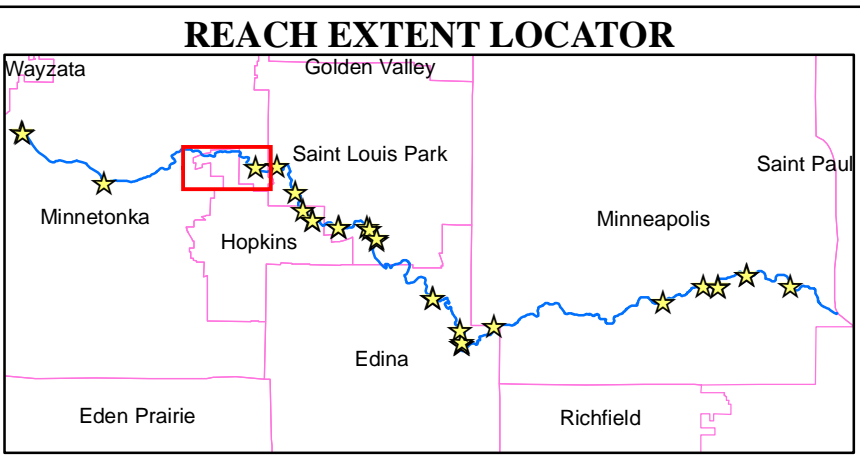 REACH EXTENT LOCATOR
Wayzata
Golden Valley
Saint Louis Park
Saint Paul
Minnetonka
Minneapolis
Hopkins
Edina
Eden Prairie
Richfield